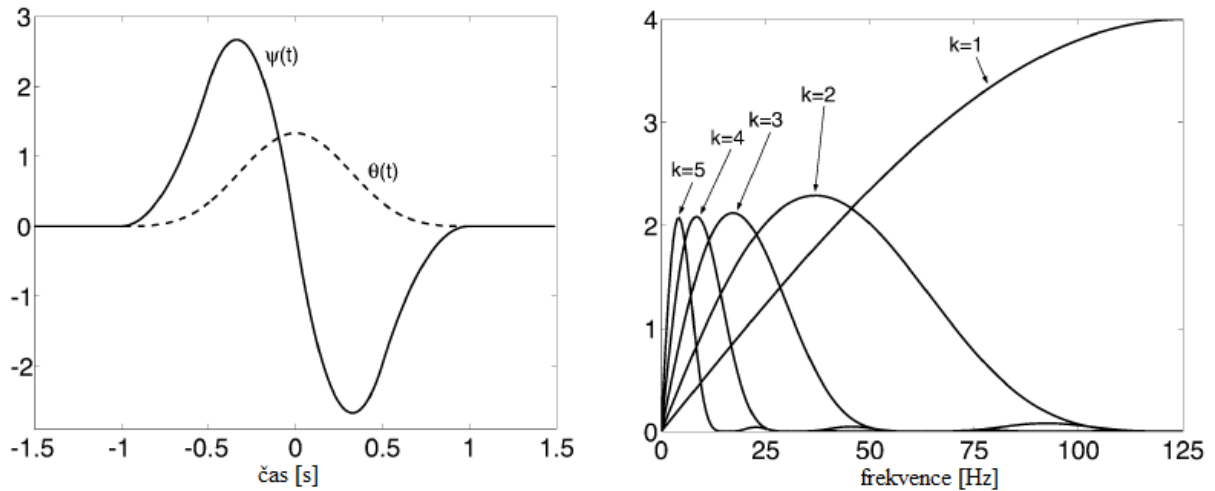 3
2
1
0
-1
-2
ψ(t)
θ(t)
-1.5 -1 -0.5 0 0.5 1 1.5
čas [s]
4
3
2
1
0
k=1
k=2
k=3
k=4
k=5
0 25 50 75 100 125
frekvence [Hz]